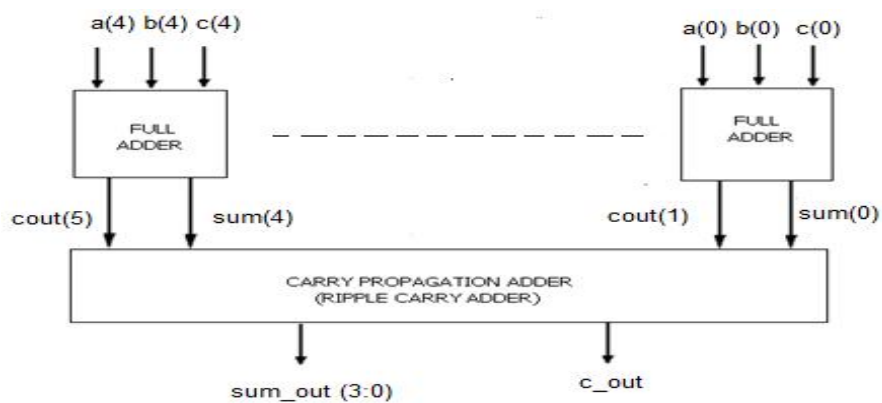 a(4) b(4) c(4)
a(0) b(0) c(0)
FULL
ADDER
FULL
ADDER
cout(5)
sum(4)
cout(1)
sum(0)
CARRY PROPAGATION ADDER
(RIPPLE CARRY ADDER)
sum_out (3:0)
c_out